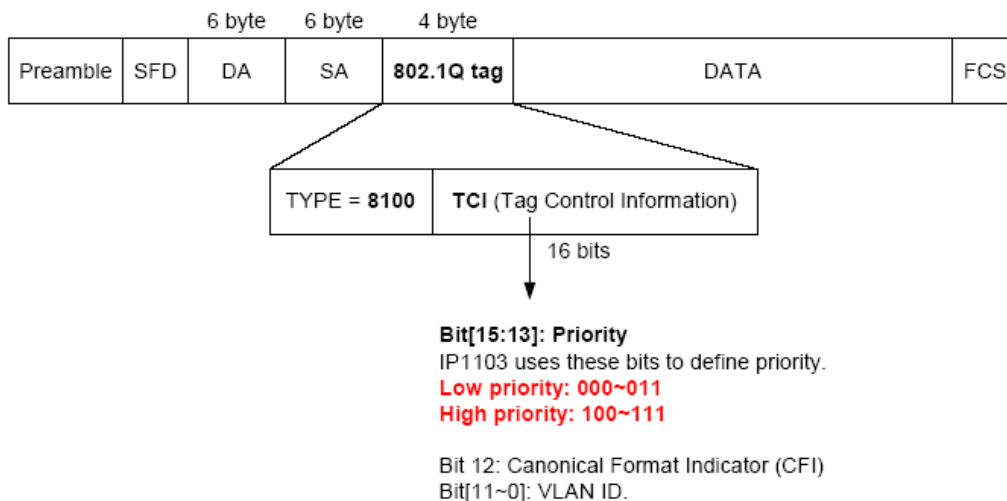 6 byte 6 byte 4 byte
Preamble SFD DA SA 802.1Q tag DATA FCS
TYPE = 8100 TCI (Tag Control Information)
16 bits
Bit[15:13]: Priority
IP1103 uses these bits to define priority.
Low priority: 000~011
High priority: 100~111
Bit 12: Canonical Format Indicator (CFI)
Bit[11~0]: VLAN ID.